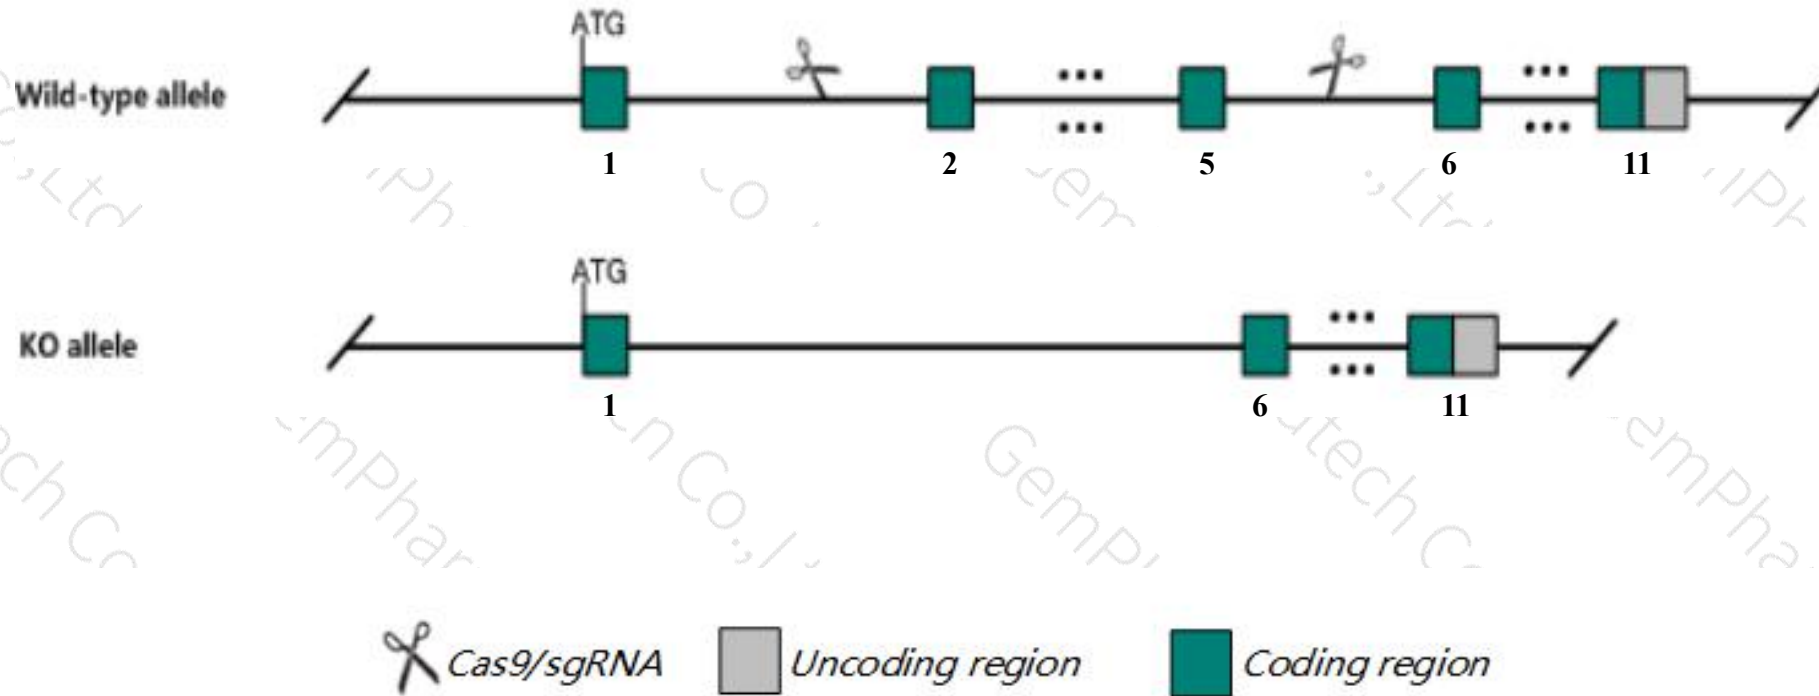 ATG
Wild-type allele
1 2 5 6 11
ATG
KO allele
1 6 11
Cas9/sgRNA Uncoding region Coding region